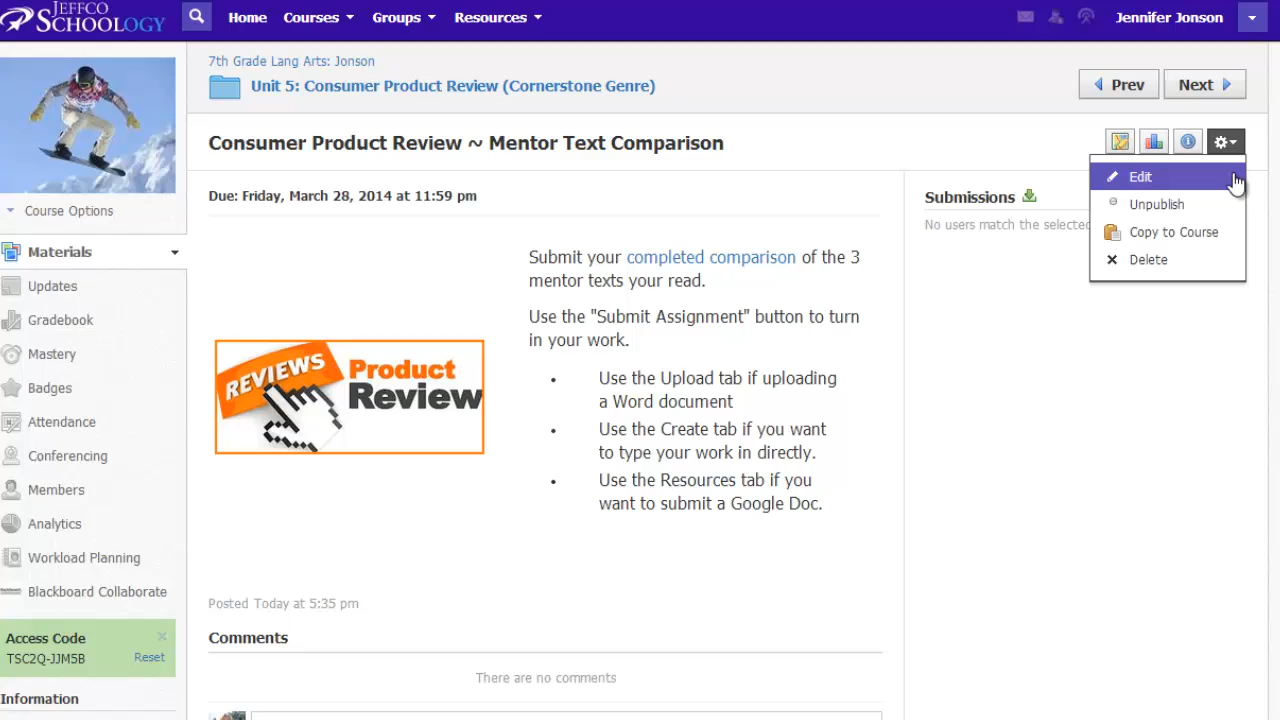 JEFFCO
SCHOOLOGY
Home
Courses
Groups
Resources
Jennifer Jonson
7th Grade Lang Arts: Jonson
Unit 5: Consumer Product Review (Cornerstone Genre)
Prev
Next
Consumer Product Review ~ Mentor Text Comparison
Edit
Unpublish
Copy to Course
Delete
Course Options
Materials
Updates
Gradebook
Mastery
Badges
Attendance
Conferencing
Members
Analytics
Workload Planning
Blackboard Collaborate
Access Code
TSC2Q-JJM5B
Reset
Information
Due: Friday, March 28, 2014 at 11:59 pm
REVIEWS
Product
Review
Submit your completed comparison of the 3
mentor texts your read.
Use the "Submit Assignment" button to turn
in your work.
• Use the Upload tab if uploading
a Word document
• Use the Create tab if you want
to type your work in directly.
• Use the Resources tab if you
want to submit a Google Doc.
Posted Today at 5:35 pm
Comments
There are no comments
Submissions
No users match the selected